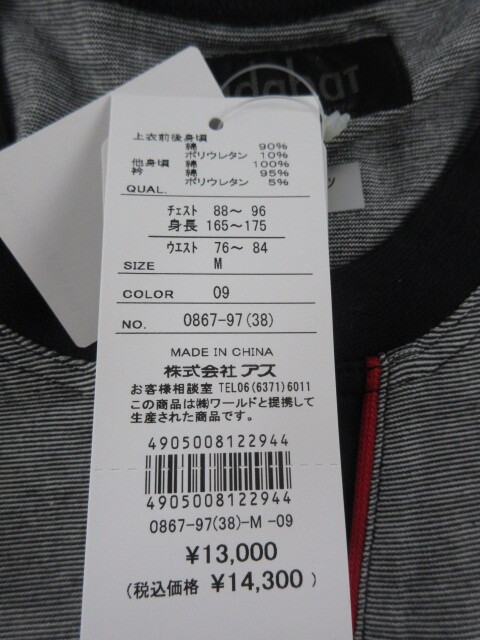 adabat
上衣前後身頃
綿 90%
ポリウレタン 10%
他身頃 綿 100%
衿 綿 95%
ポリウレタン 5%
QUAL.
チェスト 88～ 96
身長 165～175
ウエスト 76～ 84
SIZE M
COLOR 09
NO. 0867-97(38)
MADE IN CHINA
株式会社 アズ
お客様相談室 TEL06(6371)6011
この商品は㈱ワールドと提携して
生産された商品です。
4905008122944
4905008122944
0867-97(38)-M -09
¥13,000
(税込価格 ¥14,300 )